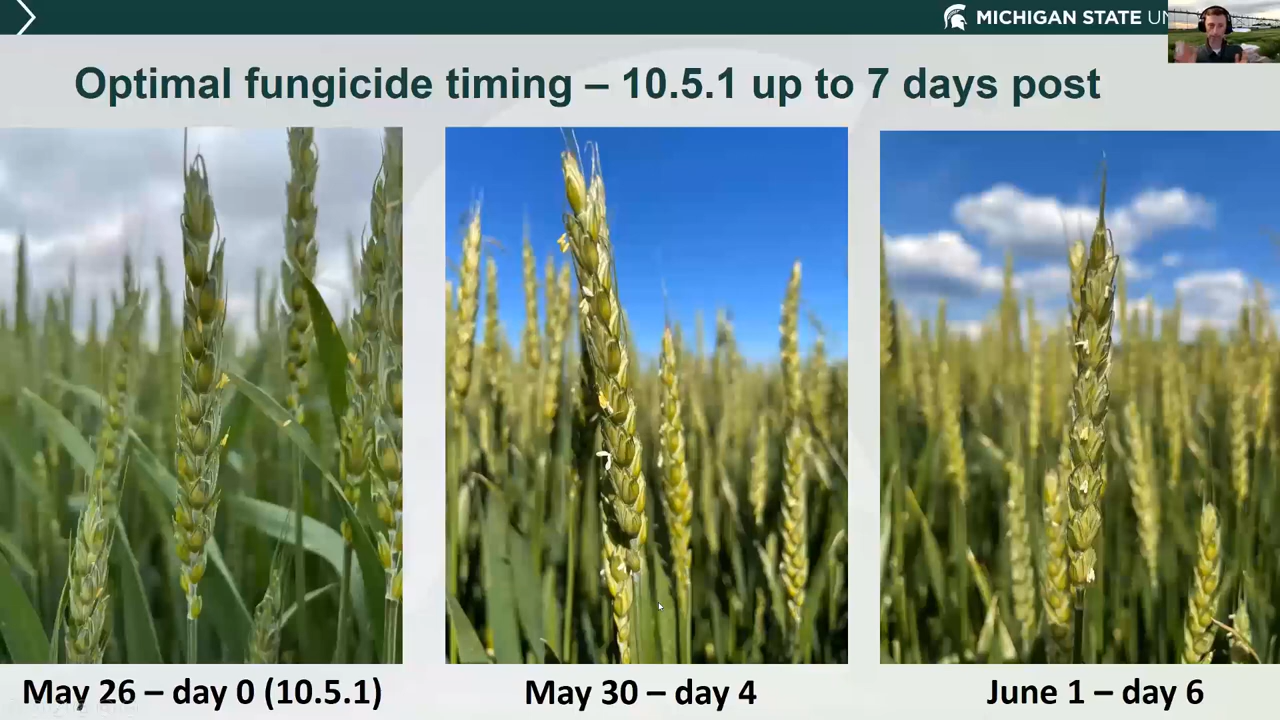 MICHIGAN STATE
Optimal fungicide timing – 10.5.1 up to 7 days post
May 26 – day 0 (10.5.1)
May 30 – day 4
June 1 – day 6